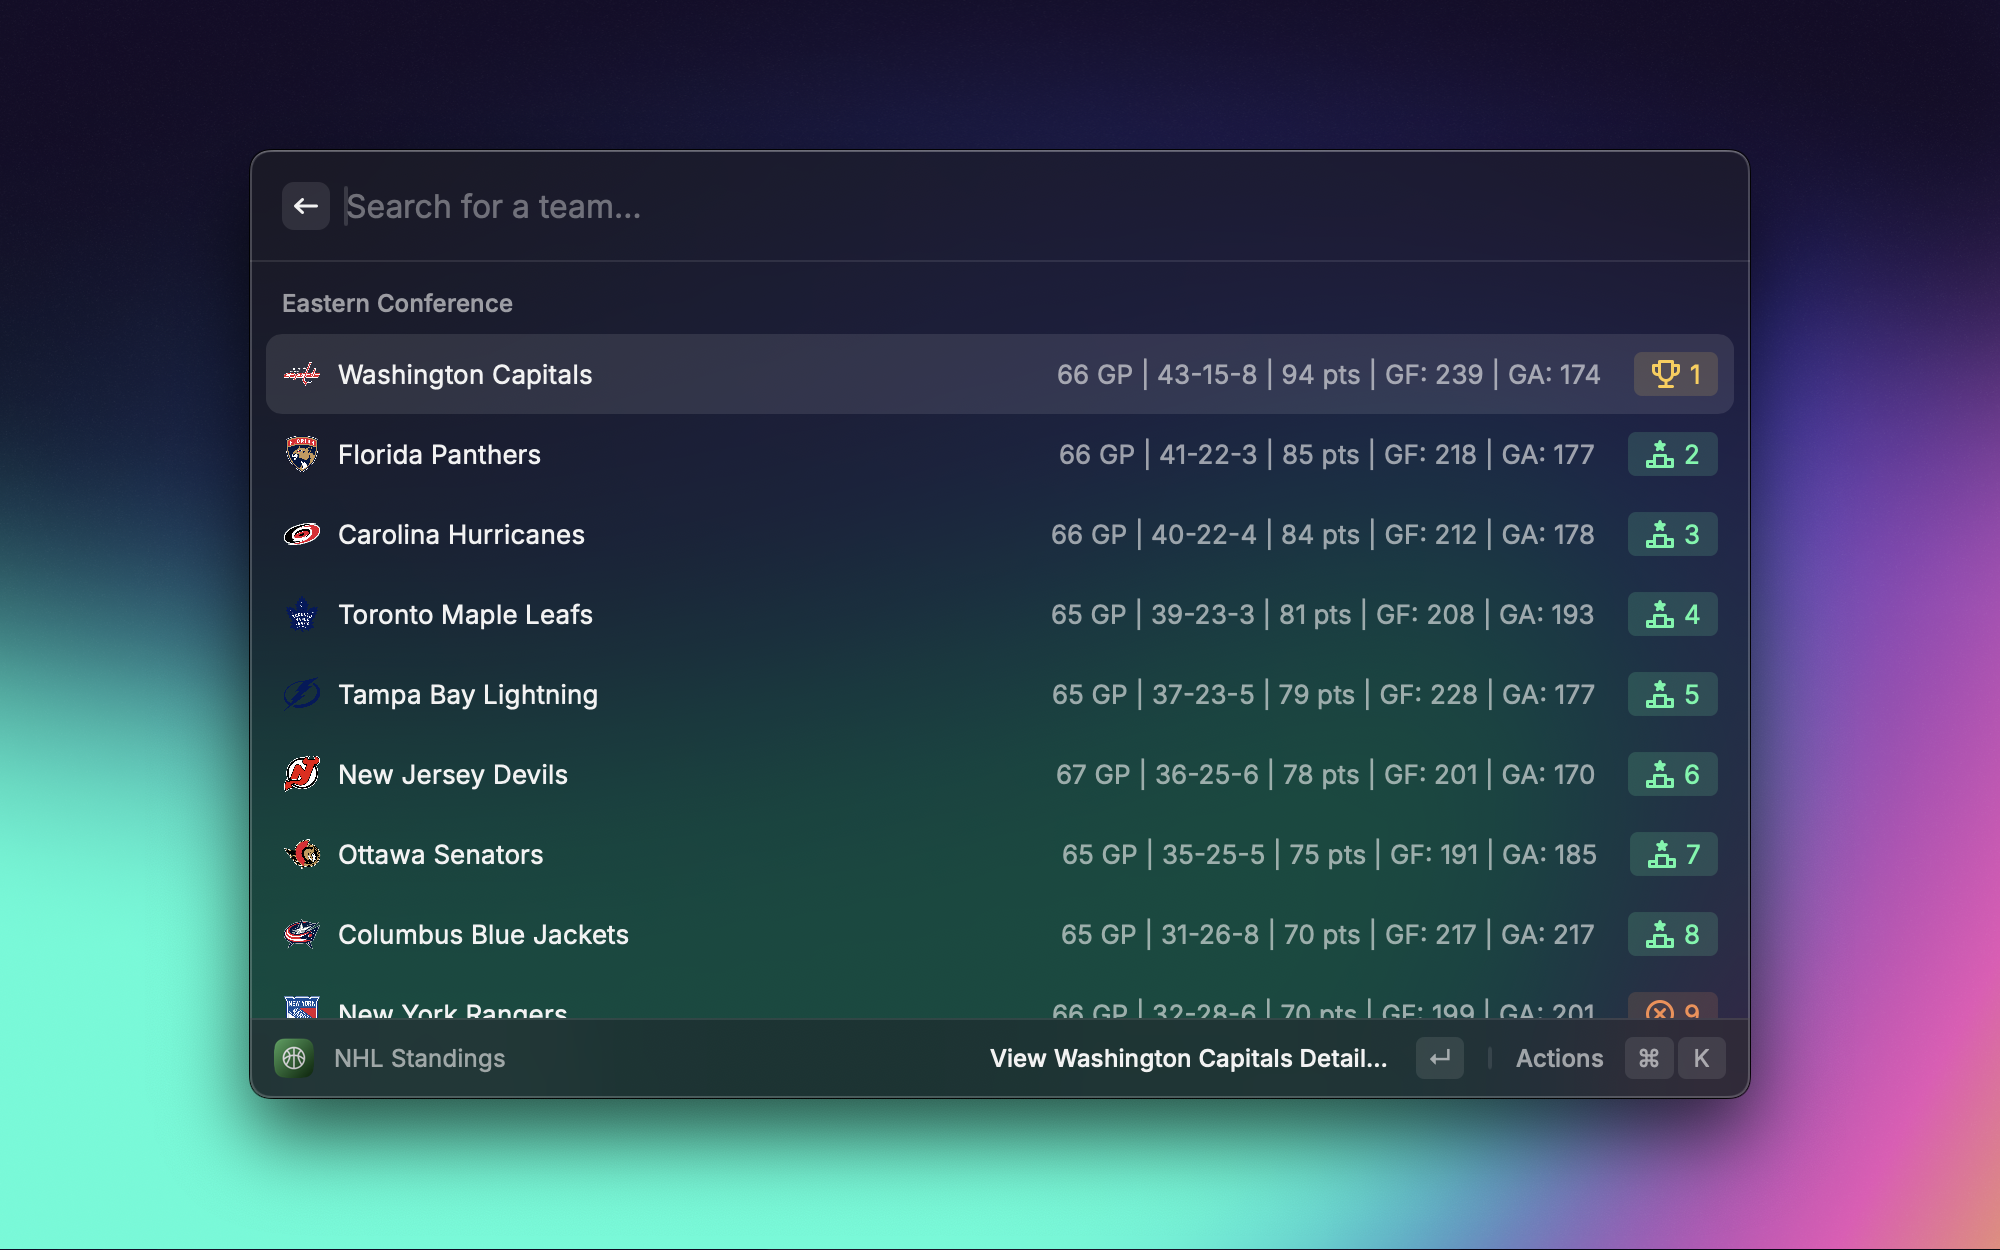 Search for a team...
Eastern Conference
Washington Capitals 66 GP | 43-15-8 | 94 pts | GF: 239 | GA: 174 1
Florida Panthers 66 GP | 41-22-3 | 85 pts | GF: 218 | GA: 177 2
Carolina Hurricanes 66 GP | 40-22-4 | 84 pts | GF: 212 | GA: 178 3
Toronto Maple Leafs 65 GP | 39-23-3 | 81 pts | GF: 208 | GA: 193 4
Tampa Bay Lightning 65 GP | 37-23-5 | 79 pts | GF: 228 | GA: 177 5
New Jersey Devils 67 GP | 36-25-6 | 78 pts | GF: 201 | GA: 170 6
Ottawa Senators 65 GP | 35-25-5 | 75 pts | GF: 191 | GA: 185 7
Columbus Blue Jackets 65 GP | 31-26-8 | 70 pts | GF: 217 | GA: 217 8
New York Rangers 66 GP | 32-28-6 | 70 pts | GF: 199 | GA: 201 9
NHL Standings View Washington Capitals Detail... ↵ Actions ⌘ K